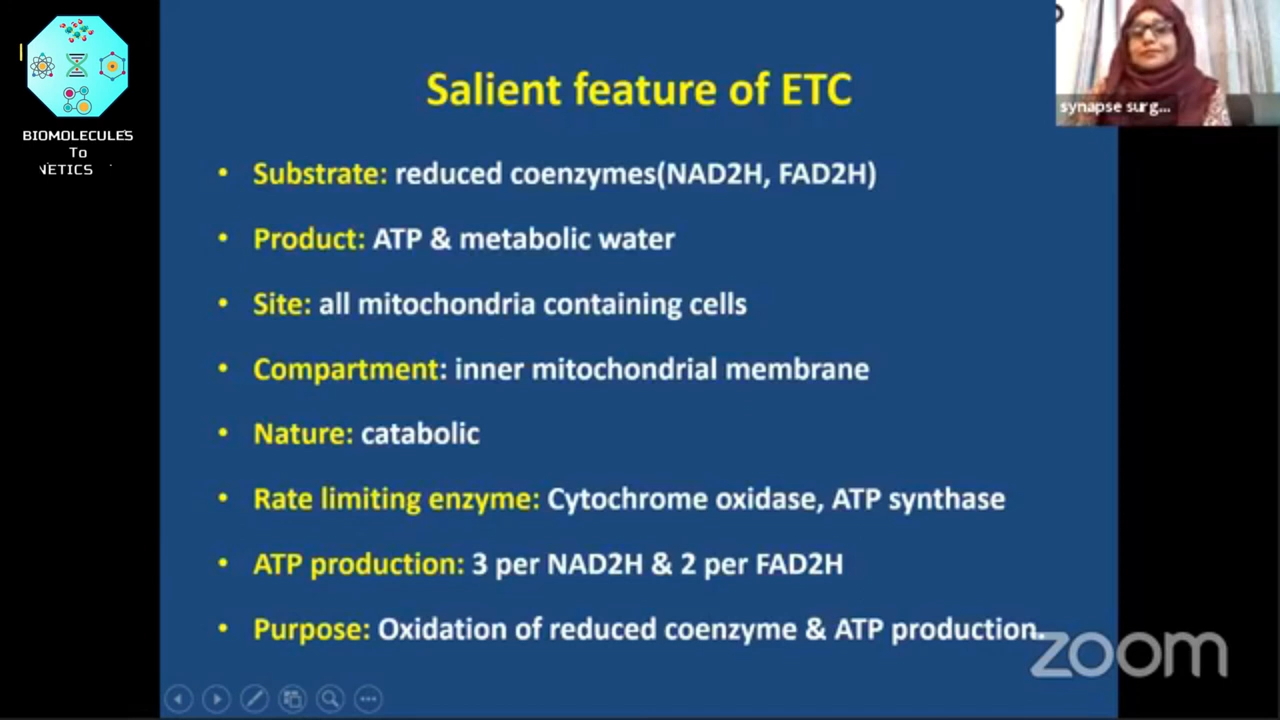 BIOMOLECULES
To
NETICS
Salient feature of ETC
synapse surg...
• Substrate: reduced coenzymes(NAD2H, FAD2H)
• Product: ATP & metabolic water
• Site: all mitochondria containing cells
• Compartment: inner mitochondrial membrane
• Nature: catabolic
• Rate limiting enzyme: Cytochrome oxidase, ATP synthase
• ATP production: 3 per NAD2H & 2 per FAD2H
• Purpose: Oxidation of reduced coenzyme & ATP production.
zoom